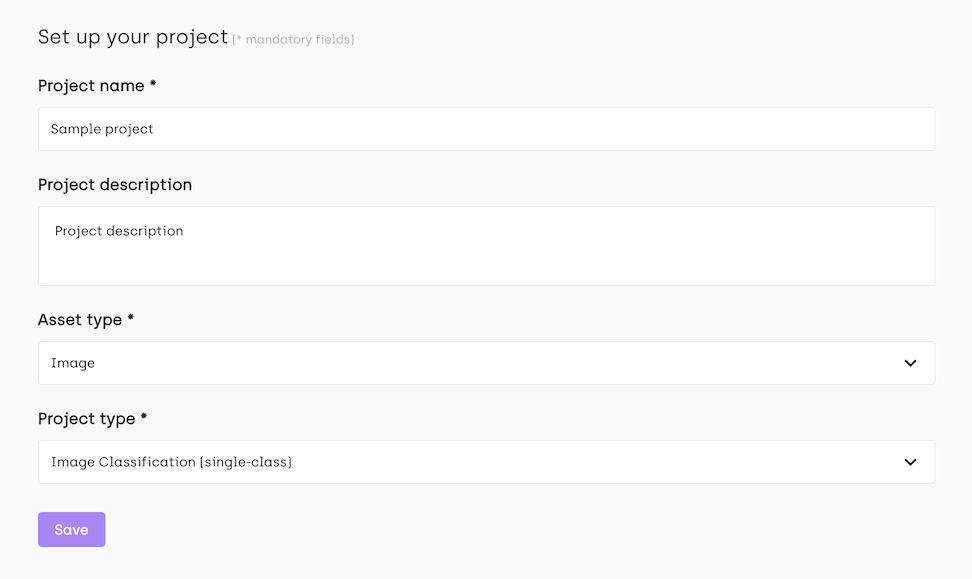 Set up your project (* mandatory fields)
Project name *
Sample project
Project description
Project description
Asset type *
Image
Project type *
Image Classification (single-class)
Save